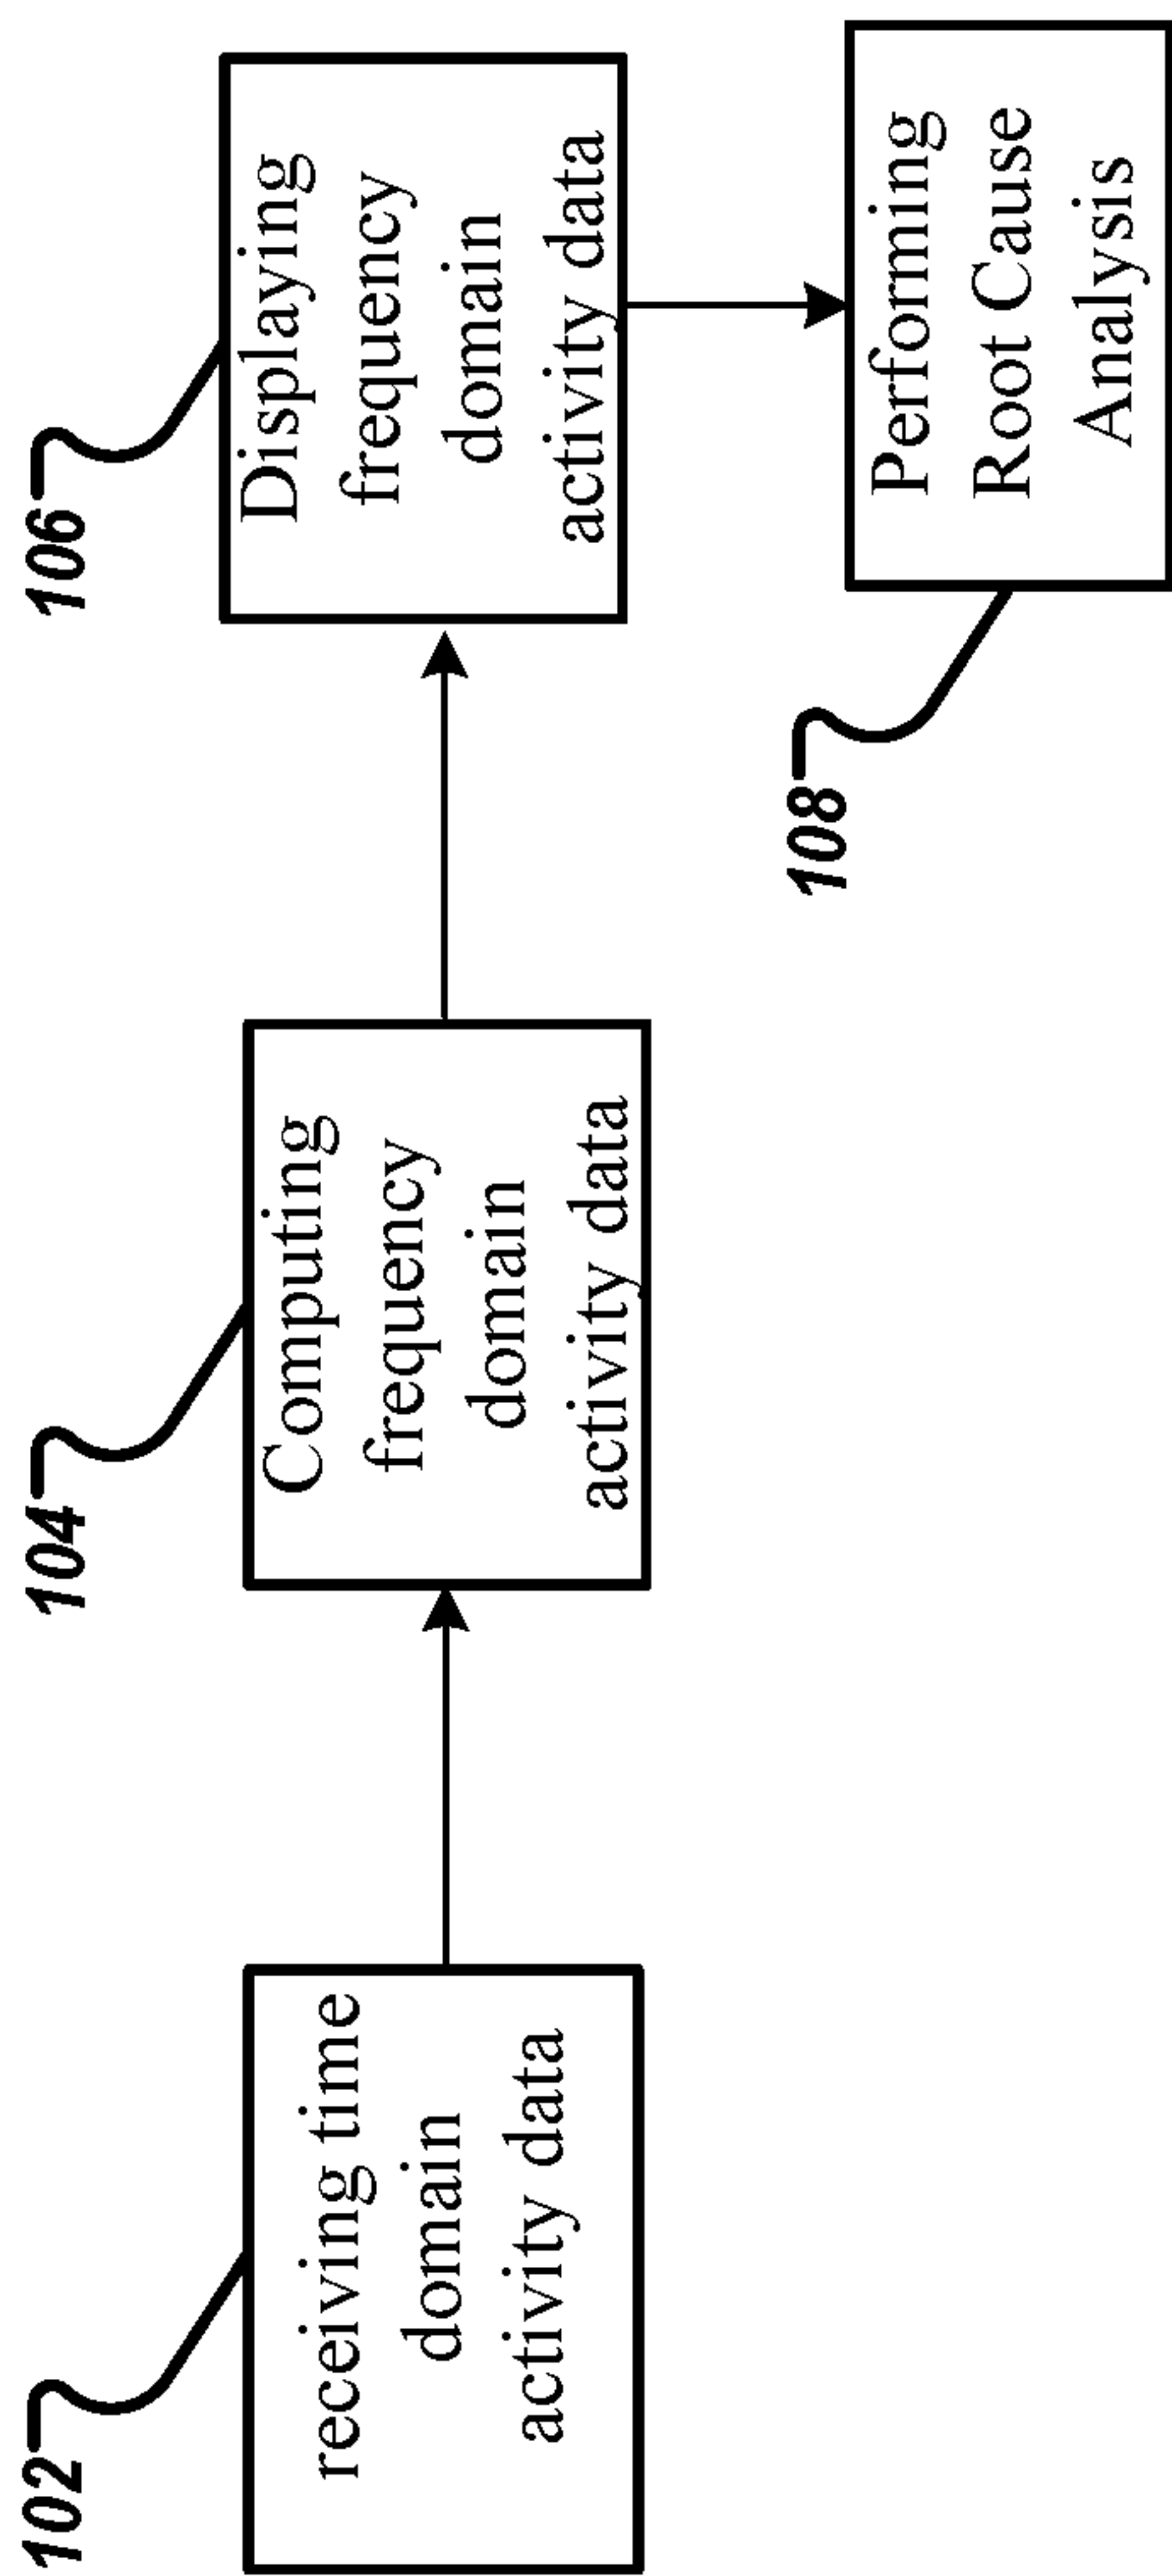 102
receiving time
domain
activity data
104
Computing
frequency
domain
activity data
106
Displaying
frequency
domain
activity data
108
Performing
Root Cause
Analysis